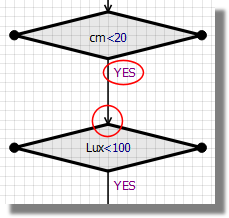 cm<20
YES
Lux<100
YES